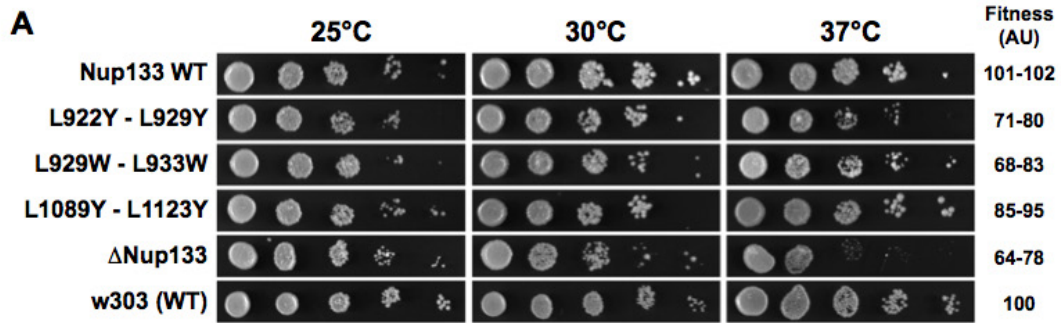 A
25°C 30°C 37°C Fitness
(AU)
Nup133 WT 101-102
L922Y - L929Y 71-80
L929W - L933W 68-83
L1089Y - L1123Y 85-95
ΔNup133 64-78
w303 (WT) 100